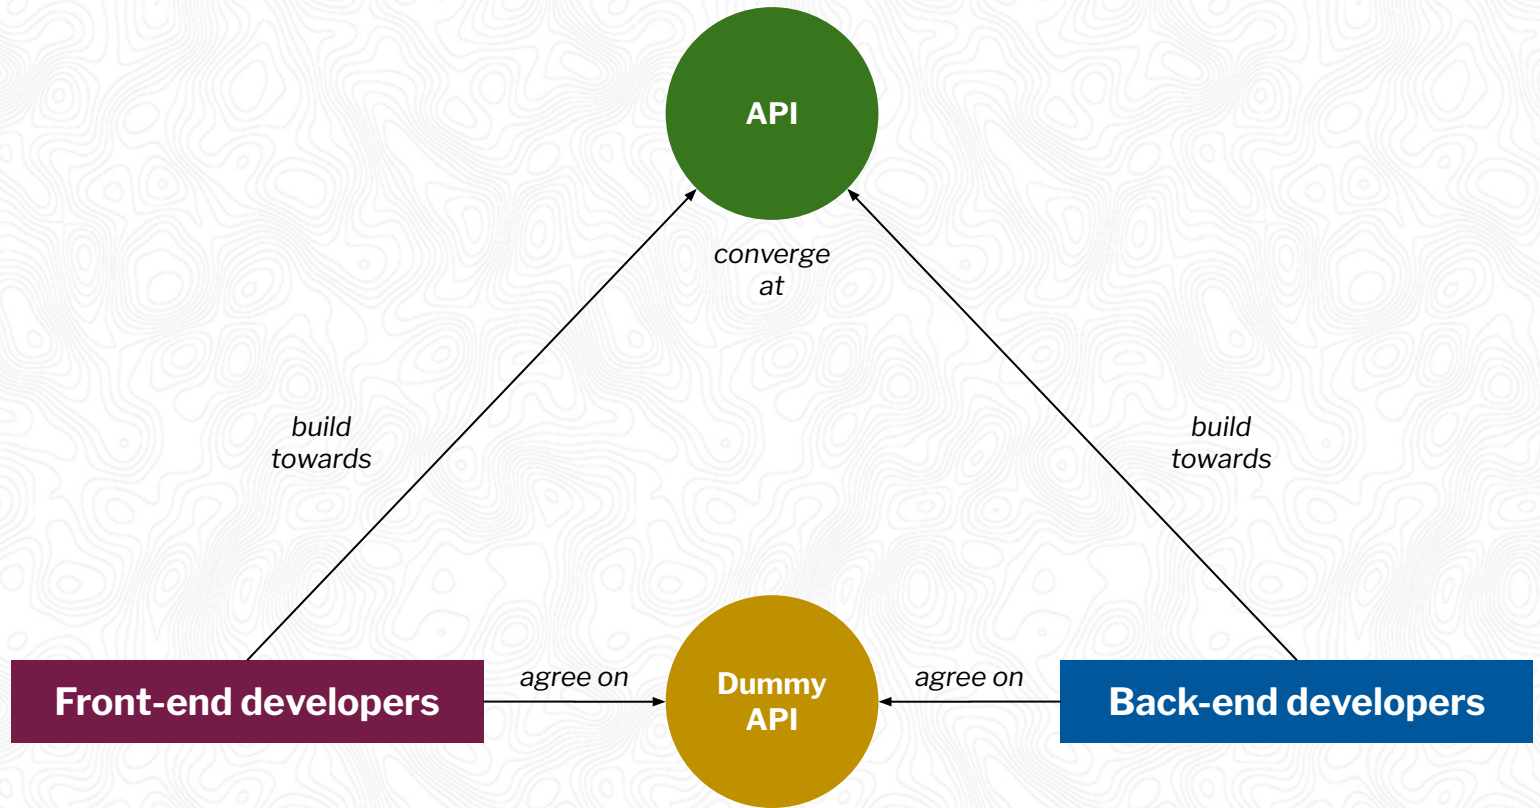 API
converge
at
build
towards
build
towards
Front-end developers
agree on
Dummy
API
agree on
Back-end developers